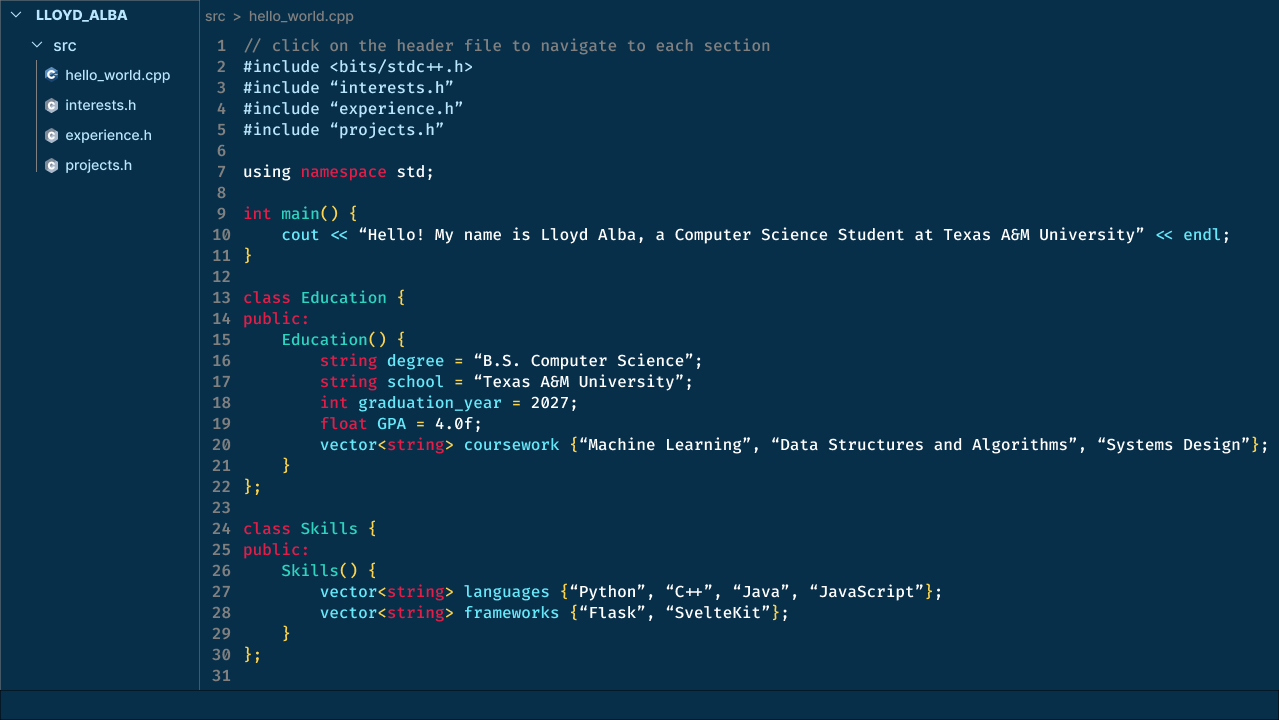 LLOYD_ALBA
src
hello_world.cpp
interests.h
experience.h
projects.h
src > hello_world.cpp
1 // click on the header file to navigate to each section
2 #include <bits/stdc++.h>
3 #include “interests.h”
4 #include “experience.h”
5 #include “projects.h”
6
7 using namespace std;
8
9 int main() {
10     cout << “Hello! My name is Lloyd Alba, a Computer Science Student at Texas A&M University” << endl;
11 }
12
13 class Education {
14 public:
15     Education() {
16         string degree = “B.S. Computer Science”;
17         string school = “Texas A&M University”;
18         int graduation_year = 2027;
19         float GPA = 4.0f;
20         vector<string> coursework {“Machine Learning”, “Data Structures and Algorithms”, “Systems Design”};
21     }
22 };
23
24 class Skills {
25 public:
26     Skills() {
27         vector<string> languages {“Python”, “C++”, “Java”, “JavaScript”};
28         vector<string> frameworks {“Flask”, “SvelteKit”};
29     }
30 };
31